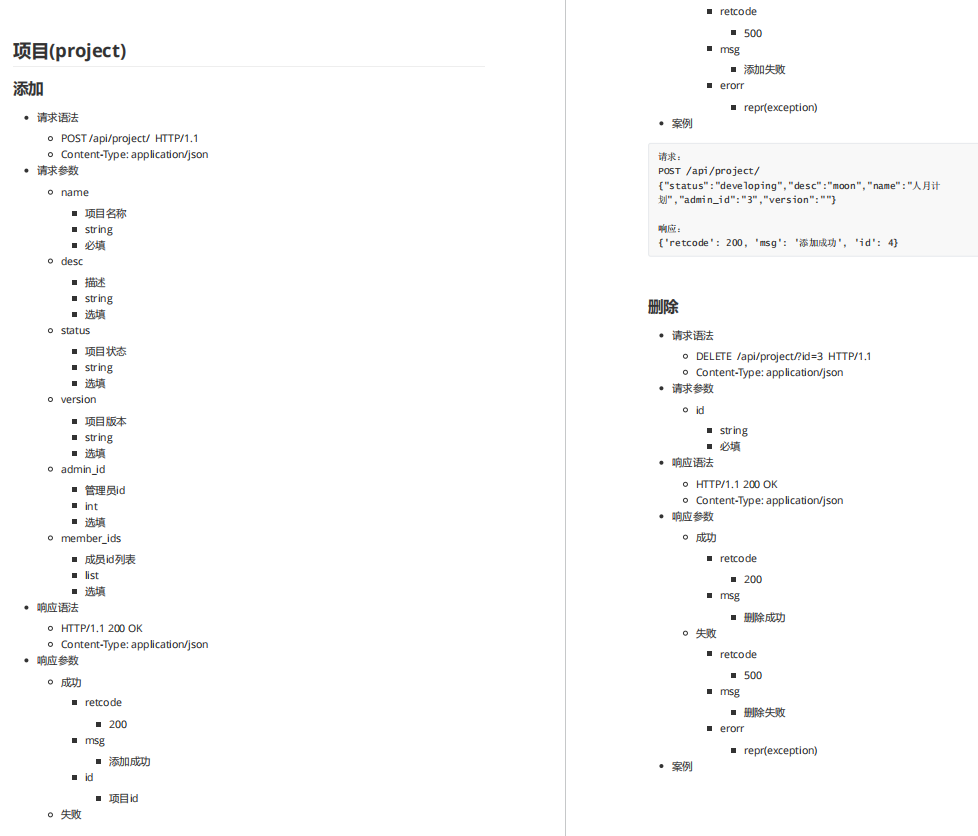 项目(project)
添加
请求语法
POST /api/project/ HTTP/1.1
Content-Type: application/json
请求参数
name
项目名称
string
必填
desc
描述
string
选填
status
项目状态
string
选填
version
项目版本
string
选填
admin_id
管理员id
int
选填
member_ids
成员id列表
list
选填
响应语法
HTTP/1.1 200 OK
Content-Type: application/json
响应参数
成功
retcode
200
msg
添加成功
id
项目id
失败
retcode
500
msg
添加失败
erorr
repr(exception)
案例
请求:
POST /api/project/
{"status":"developing","desc":"moon","name":"人月计
划","admin_id":"3","version":""}
响应:
{'retcode': 200, 'msg': '添加成功', 'id': 4}
删除
请求语法
DELETE /api/project/?id=3 HTTP/1.1
Content-Type: application/json
请求参数
id
string
必填
响应语法
HTTP/1.1 200 OK
Content-Type: application/json
响应参数
成功
retcode
200
msg
删除成功
失败
retcode
500
msg
删除失败
erorr
repr(exception)
案例